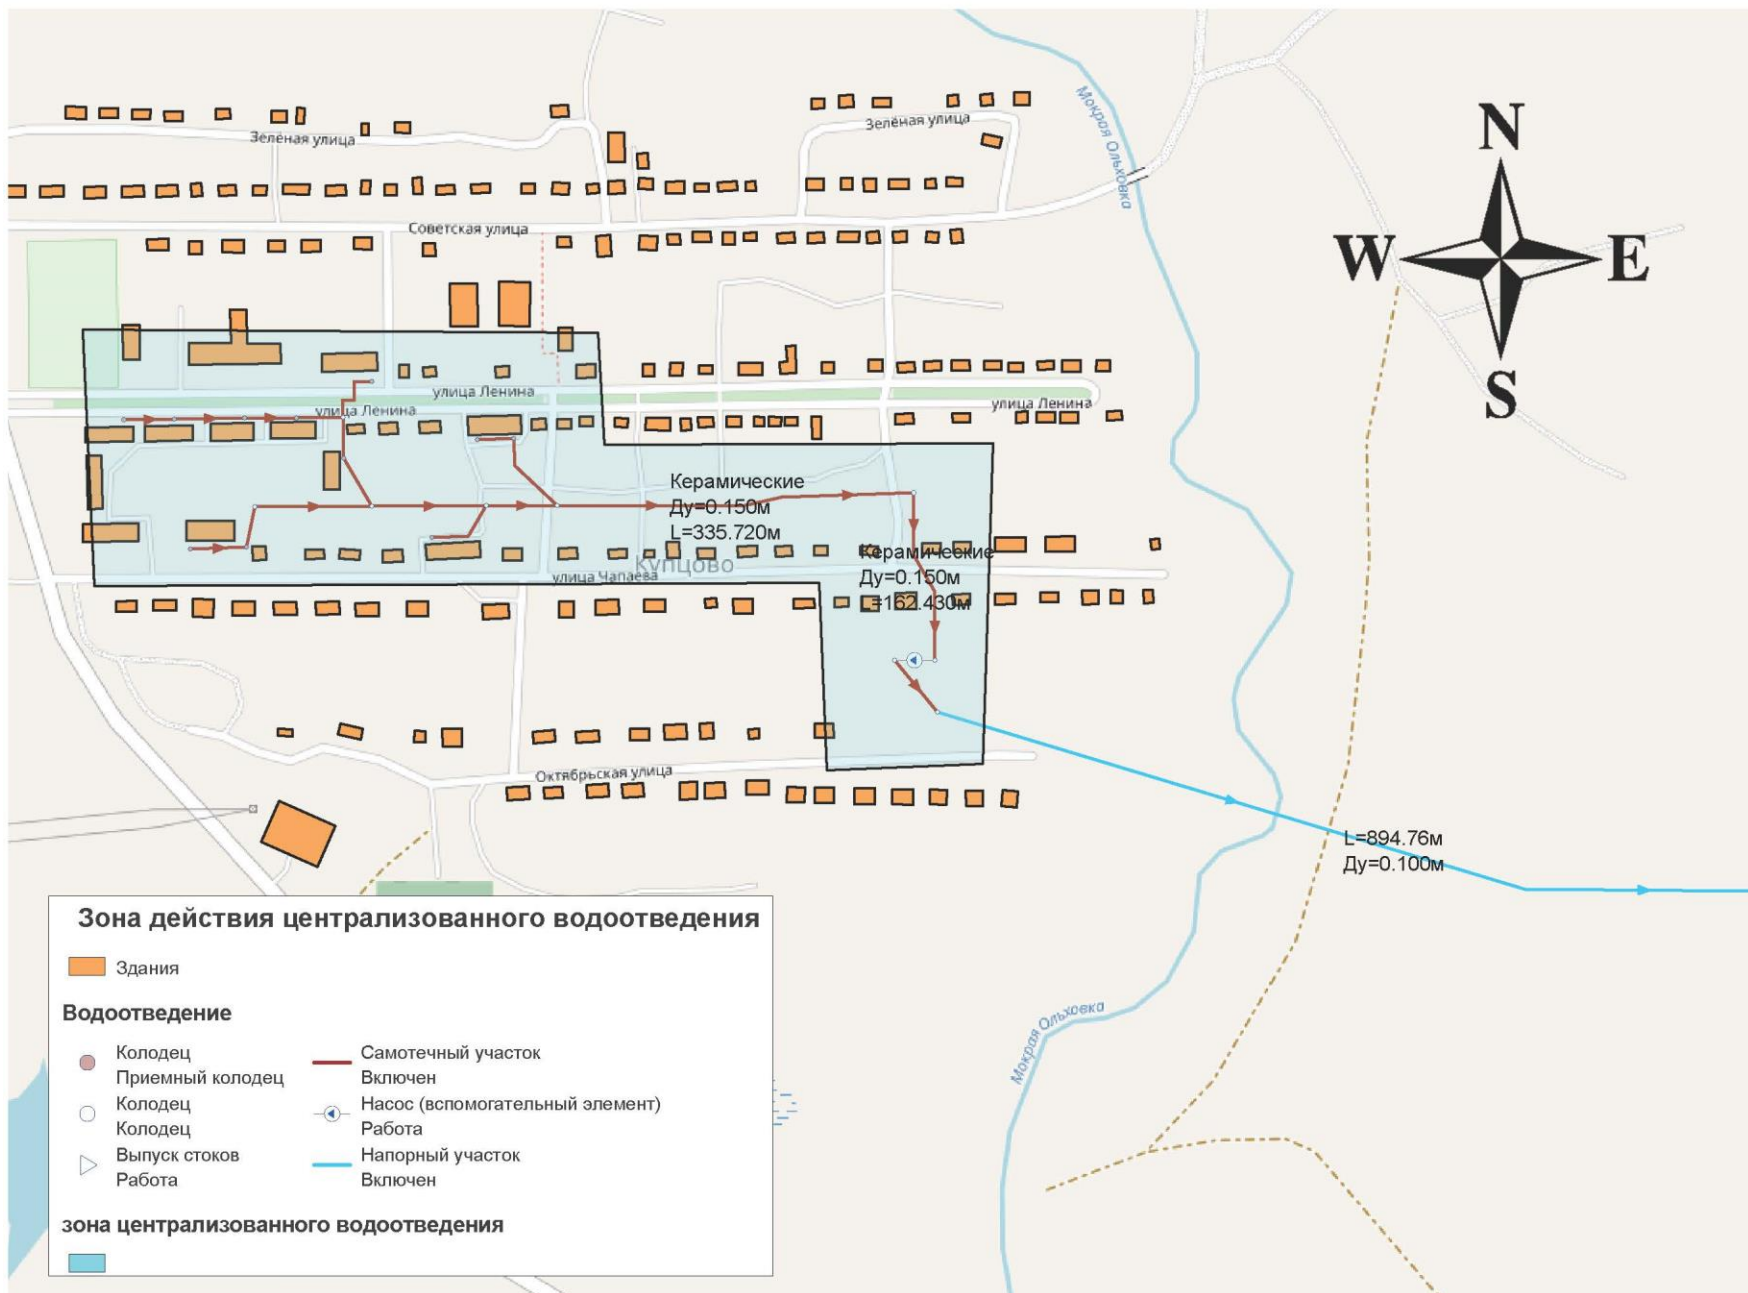 Мокрая Ольховка
N
Зелёная улица
Зелёная улица
W
E
Советская улица
S
улица Ленина
улица Ленина
улица Ленина
Керамические
Ду=0.150м
L=335.720м
Керамические
Купцово
улица Чапаева
Ду=0.150м
L=162.430м
Октябрьская улица
L=894.76м
Ду=0.100м
Мокрая Ольховка
Зона действия централизованного водоотведения
Здания
Водоотведение
Колодец
Приемный колодец
Колодец
Колодец
Выпуск стоков
Работа
Самотечный участок
Включен
Насос (вспомогательный элемент)
Работа
Напорный участок
Включен
зона централизованного водоотведения